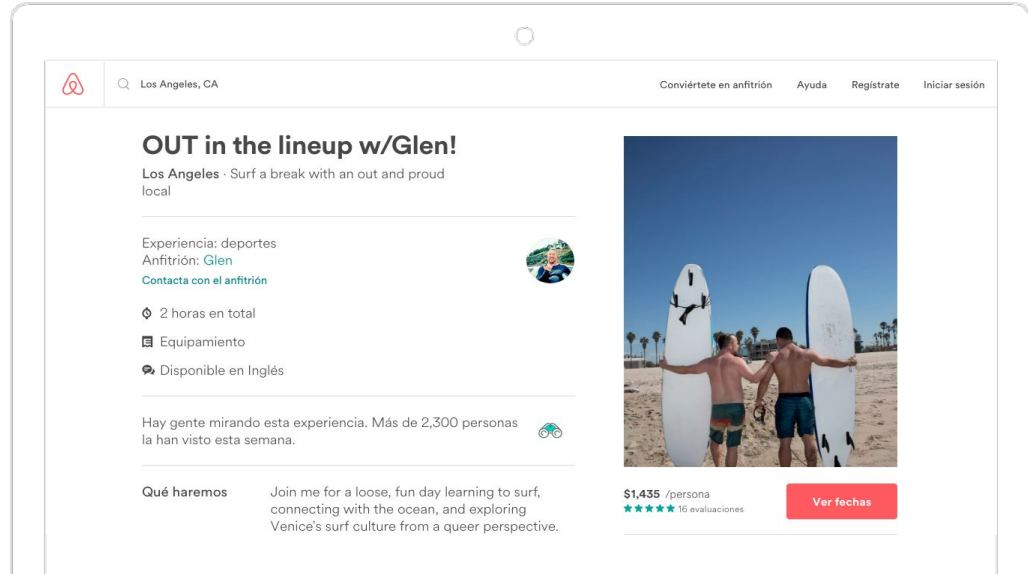 Los Angeles, CA
Conviértete en anfitrión
Ayuda
Regístrate
Iniciar sesión
OUT in the lineup w/Glen!
Los Angeles · Surf a break with an out and proud
local
Experiencia: deportes
Anfitrión: Glen
Contacta con el anfitrión
2 horas en total
Equipamiento
Disponible en Inglés
Hay gente mirando esta experiencia. Más de 2,300 personas
la han visto esta semana.
Qué haremos
Join me for a loose, fun day learning to surf,
connecting with the ocean, and exploring
Venice's surf culture from a queer perspective.
$1,435 /persona
16 evaluaciones
Ver fechas